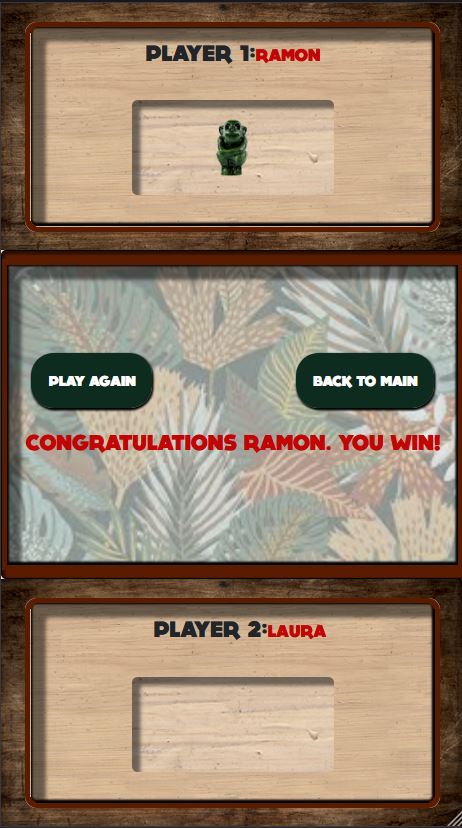 PLAYER 1:RAMON
PLAY AGAIN
BACK TO MAIN
CONGRATULATIONS RAMON. YOU WIN!
PLAYER 2:LAURA